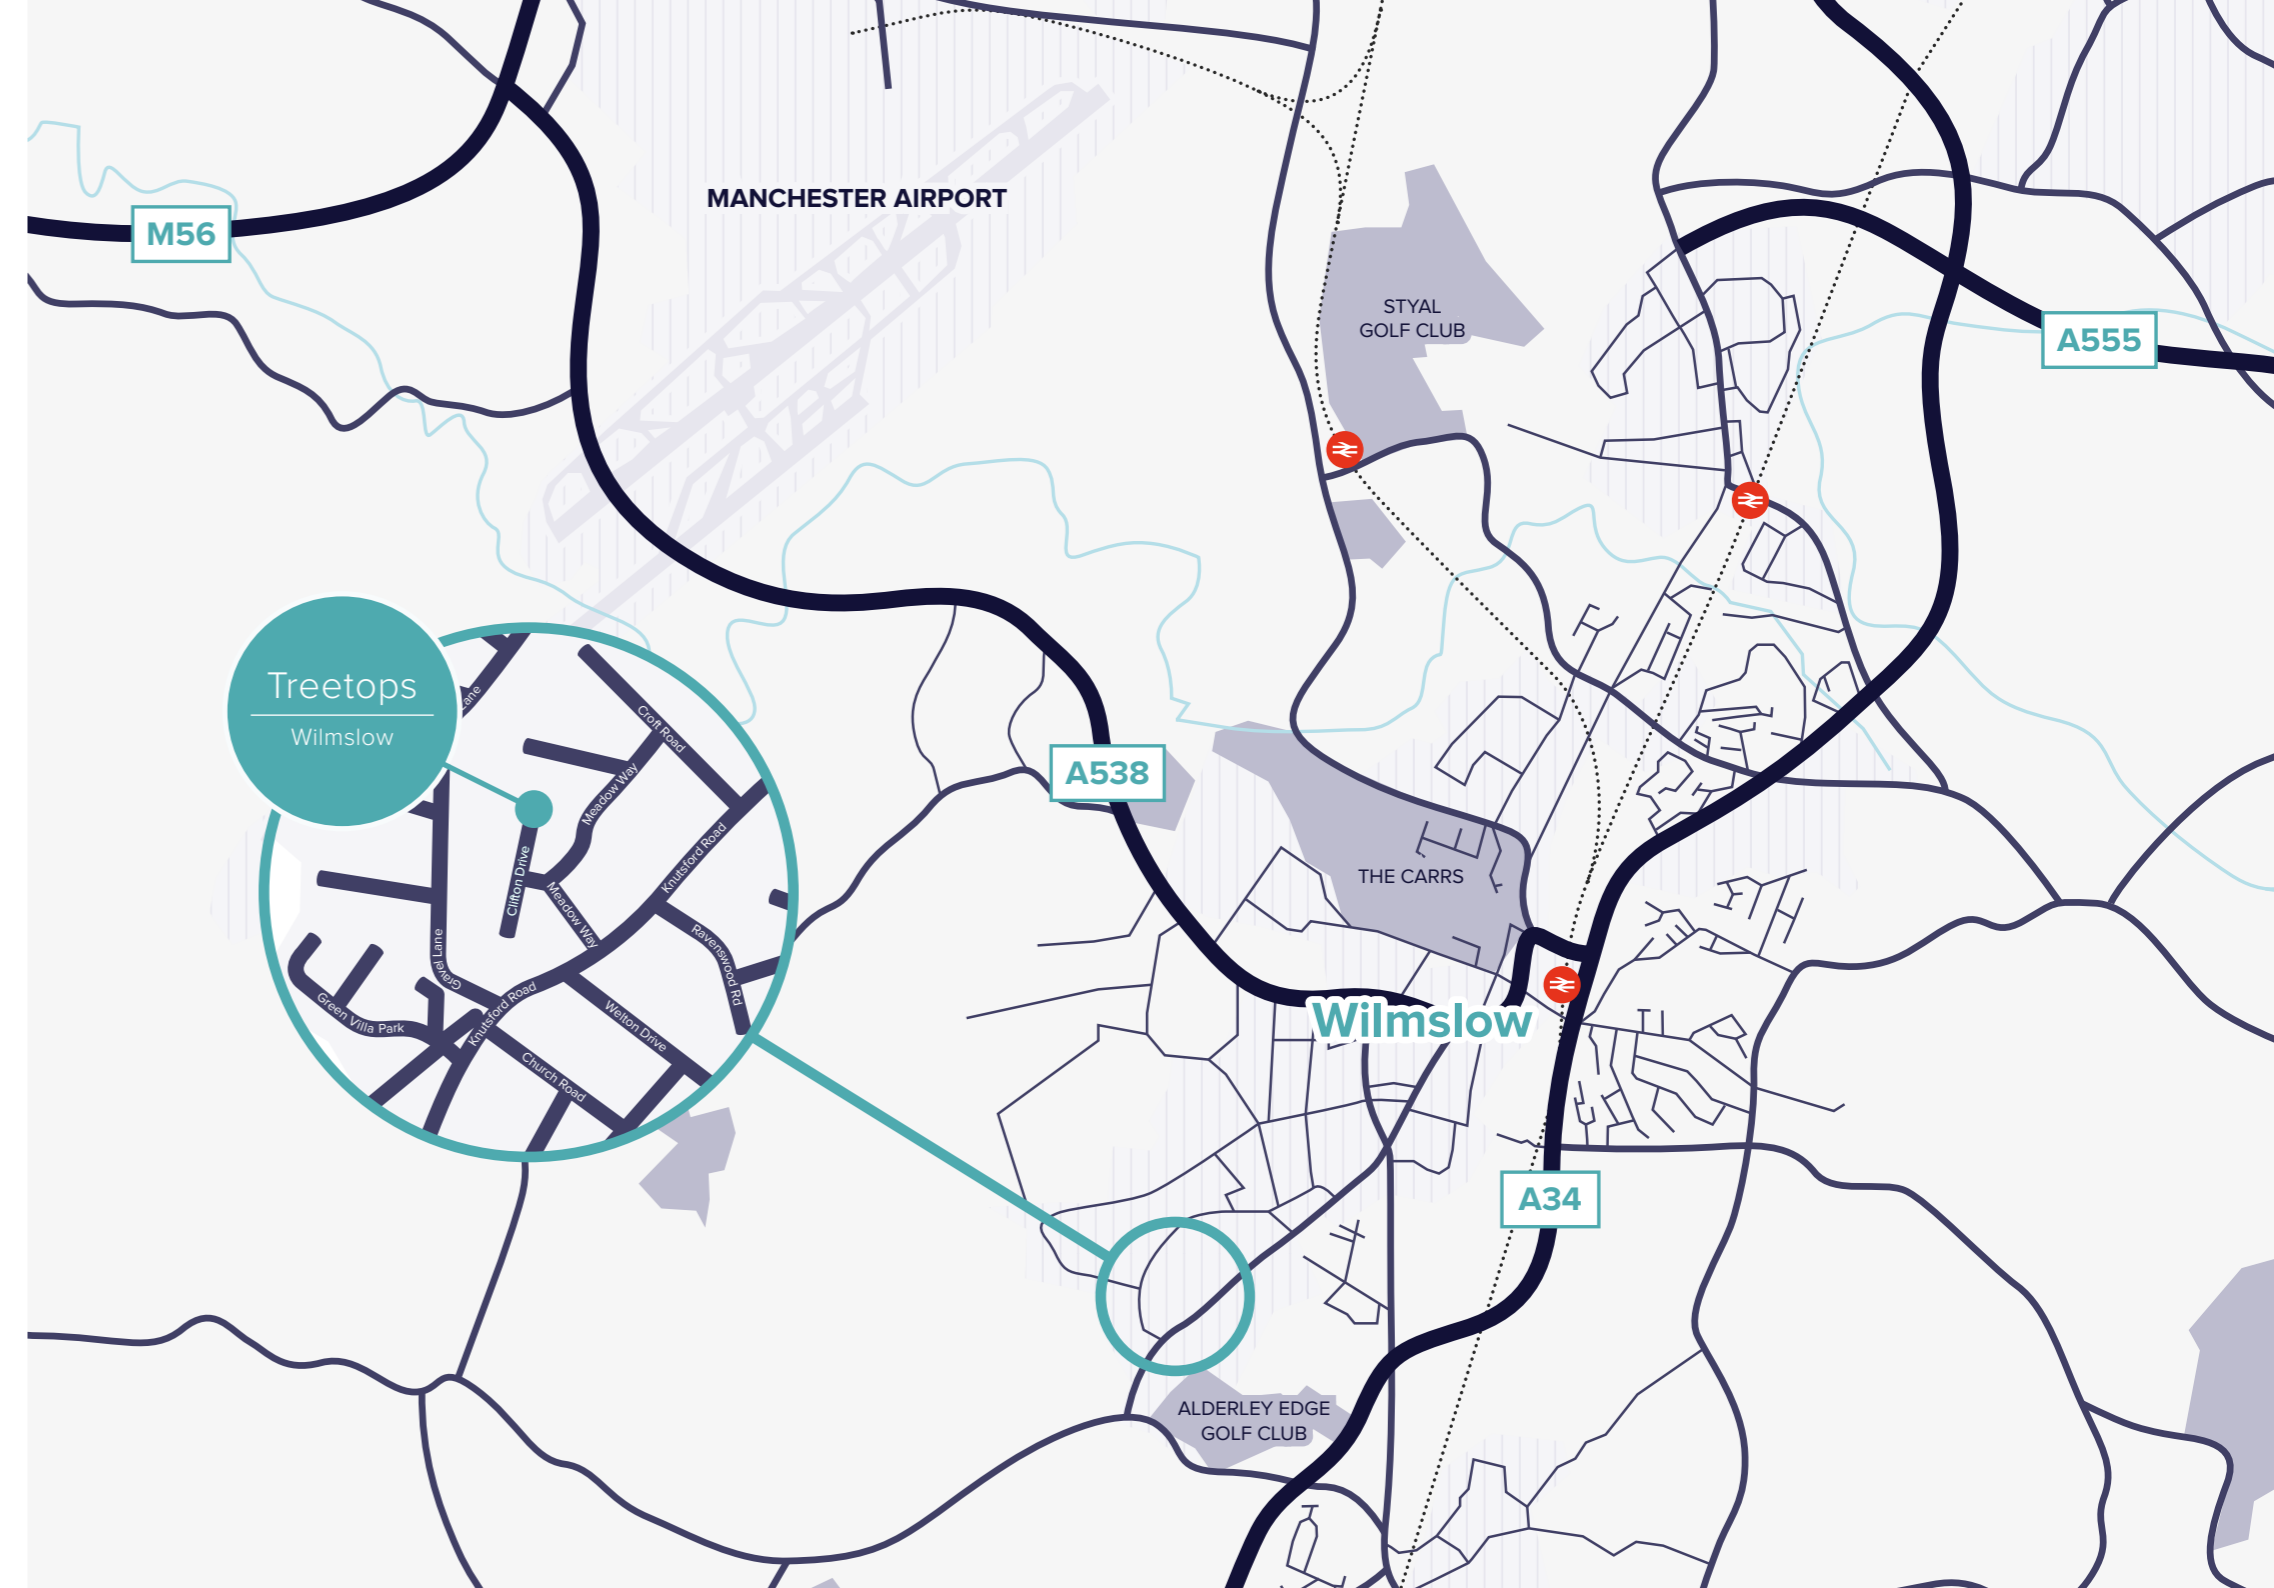 MANCHESTER AIRPORT
M56
STYAL
GOLF CLUB
A555
Treetops
Wilmslow
Lane
Croft Road
Meadow Way
Knutsford Road
Clifton Drive
Meadow Way
Ravenswood Rd
Gravel Lane
Green Villa Park
Knutsford Road
Welton Drive
Church Road
A538
THE CARRS
Wilmslow
A34
ALDERLEY EDGE
GOLF CLUB